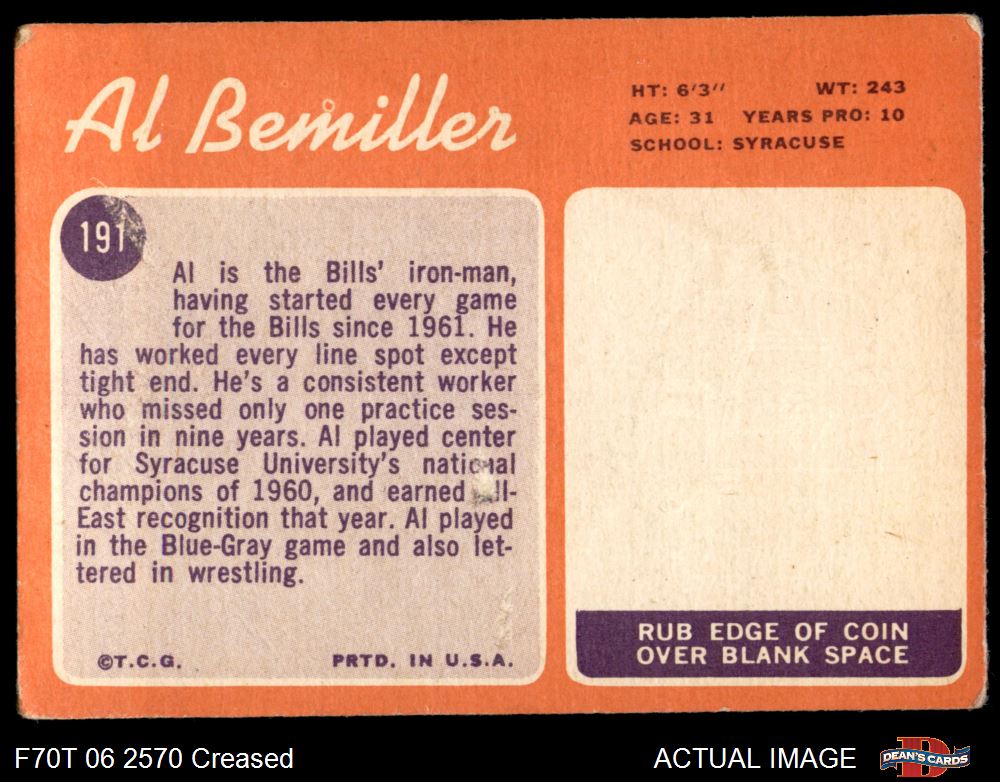 Al Bemiller
HT: 6'3" WT: 243
AGE: 31 YEARS PRO: 10
SCHOOL: SYRACUSE
191
Al is the Bills' iron-man,
having started every game
for the Bills since 1961. He
has worked every line spot except
tight end. He's a consistent worker
who missed only one practice ses-
sion in nine years. Al played center
for Syracuse University's national
champions of 1960, and earned All-
East recognition that year. Al played
in the Blue-Gray game and also let-
tered in wrestling.
©T.C.G. PRTD. IN U.S.A.
RUB EDGE OF COIN
OVER BLANK SPACE
F70T 06 2570 Creased
ACTUAL IMAGE
DEAN'S CARDS